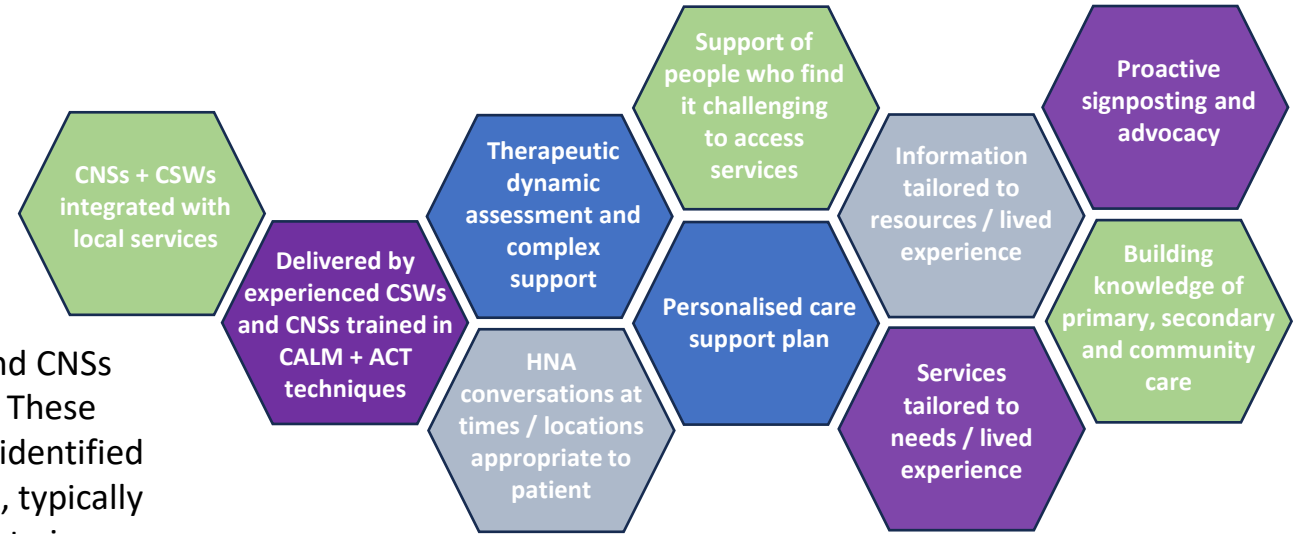 CNSs + CSWs
integrated with
local services
Delivered by
experienced CSWs
and CNSs trained in
CALM + ACT
techniques
Therapeutic
dynamic
assessment and
complex
support
HNA
conversations at
times / locations
appropriate to
patient
Support of
people who find
it challenging
to access
services
Personalised care
support plan
Information
tailored to
resources / lived
experience
Services
tailored to
needs / lived
experience
Proactive
signposting and
advocacy
Building
knowledge of
primary, secondary
and community
care
nd CNSs
These
identified
, typically